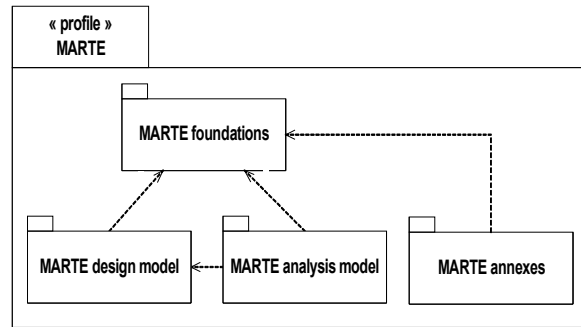 « profile »
MARTE
MARTE foundations
MARTE design model
MARTE analysis model
MARTE annexes